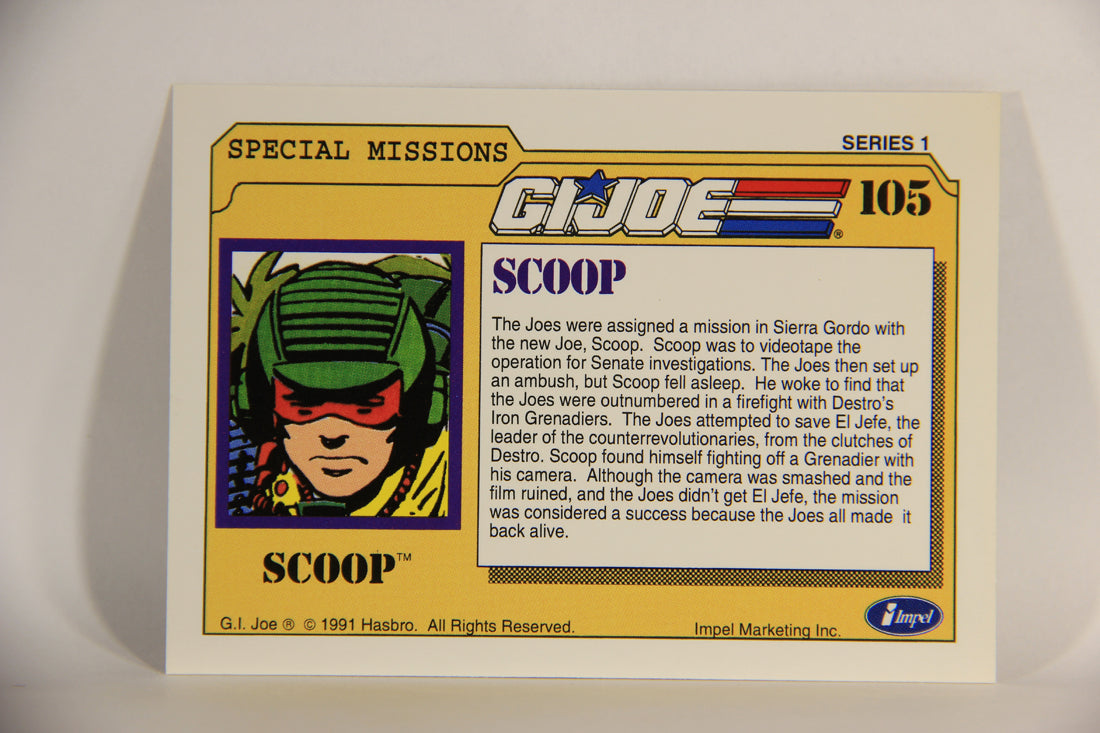 SPECIAL MISSIONS
SERIES 1
G.I.JOE ®
105
SCOOP
The Joes were assigned a mission in Sierra Gordo with
the new Joe, Scoop.  Scoop was to videotape the
operation for Senate investigations. The Joes then set up
an ambush, but Scoop fell asleep.  He woke to find that
the Joes were outnumbered in a firefight with Destro's
Iron Grenadiers.  The Joes attempted to save El Jefe, the
leader of the counterrevolutionaries, from the clutches of
Destro. Scoop found himself fighting off a Grenadier with
his camera.  Although the camera was smashed and the
film ruined, and the Joes didn't get El Jefe, the mission
was considered a success because the Joes all made  it
back alive.
SCOOP™
G.I. Joe ® © 1991 Hasbro.  All Rights Reserved.
Impel Marketing Inc.
i Impel